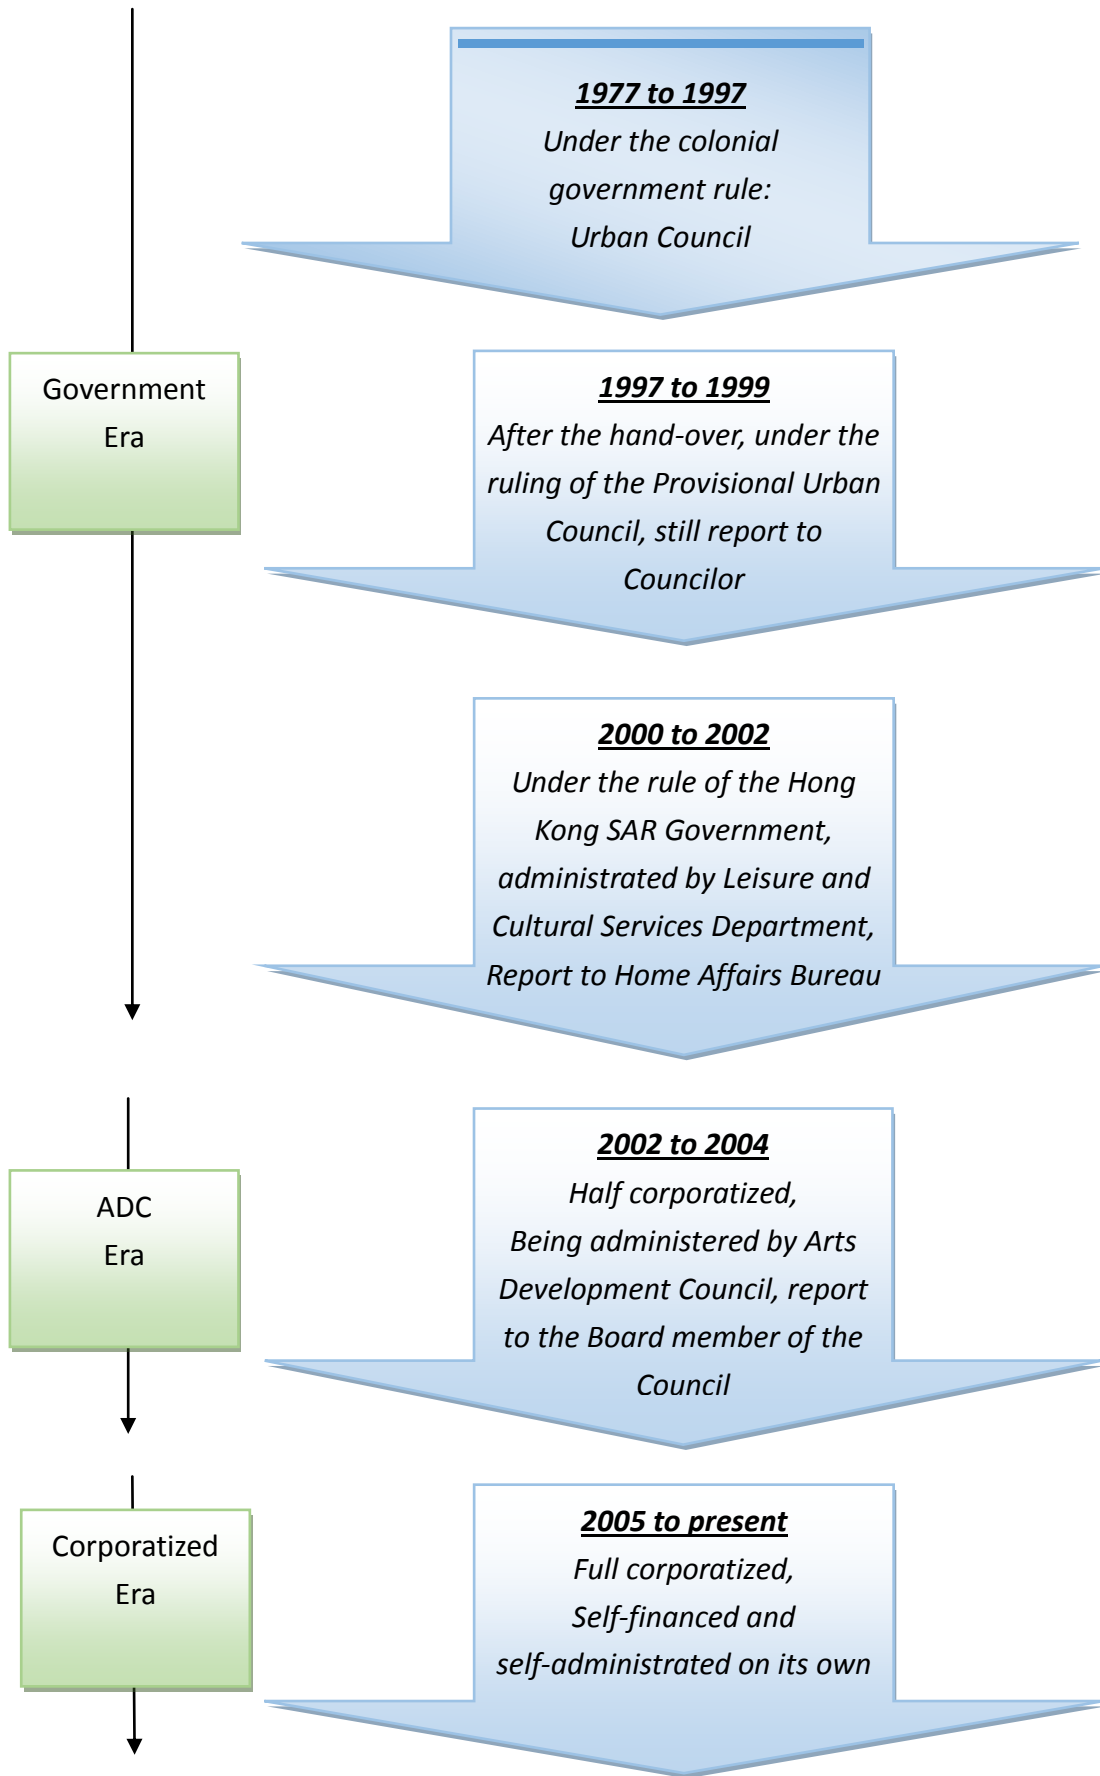 1977 to 1997
Under the colonial
government rule:
Urban Council
Government
Era
1997 to 1999
After the hand-over, under the
ruling of the Provisional Urban
Council, still report to
Councilor
2000 to 2002
Under the rule of the Hong
Kong SAR Government,
administrated by Leisure and
Cultural Services Department,
Report to Home Affairs Bureau
ADC
Era
2002 to 2004
Half corporatized,
Being administered by Arts
Development Council, report
to the Board member of the
Council
Corporatized
Era
2005 to present
Full corporatized,
Self-financed and
self-administrated on its own